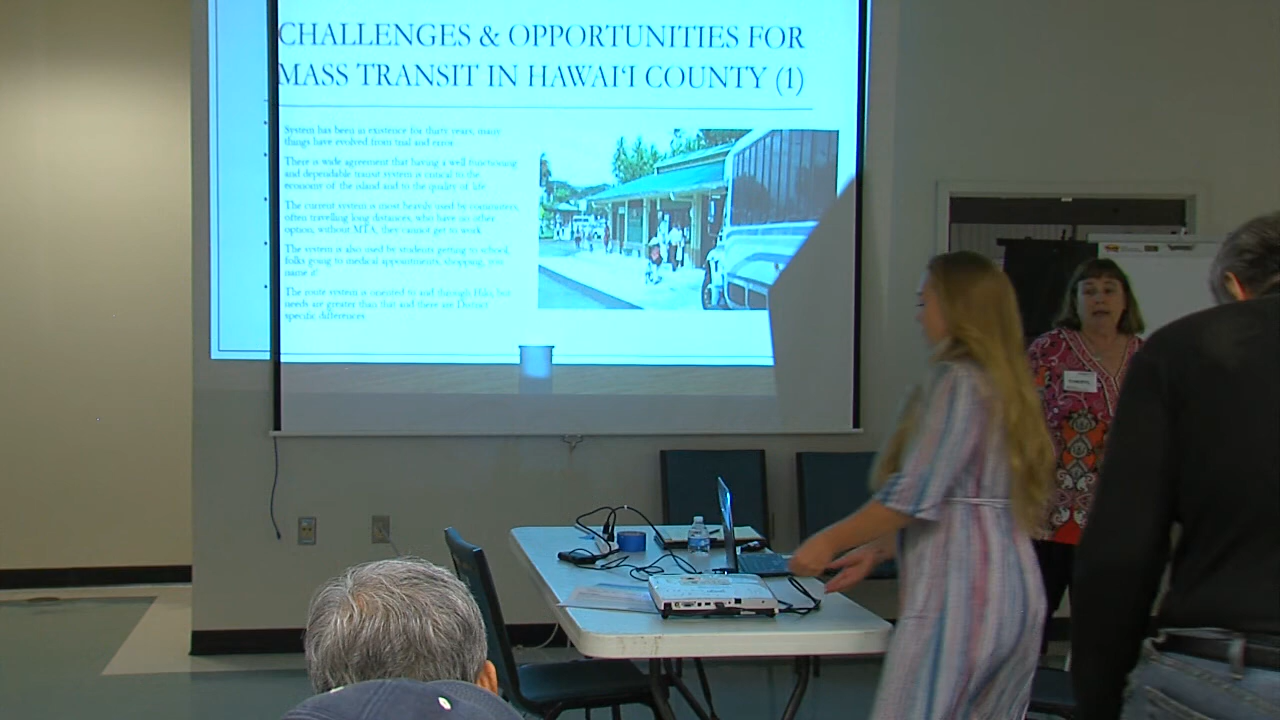 CHALLENGES & OPPORTUNITIES FOR
MASS TRANSIT IN HAWAI‘I COUNTY (1)
System has been in existence for thirty years; many
things have evolved from trial and error.
There is wide agreement that having a well functioning
and dependable transit system is critical to the
economy of the island and to the quality of life
The current system is most heavily used by commuters,
often travelling long distances, who have no other
option; without MTA, they cannot get to work.
The system is also used by students getting to school,
folks going to medical appointments, shopping, you
name it!
The route system is oriented to and through Hilo, but
needs are greater than that and there are District
specific differences.